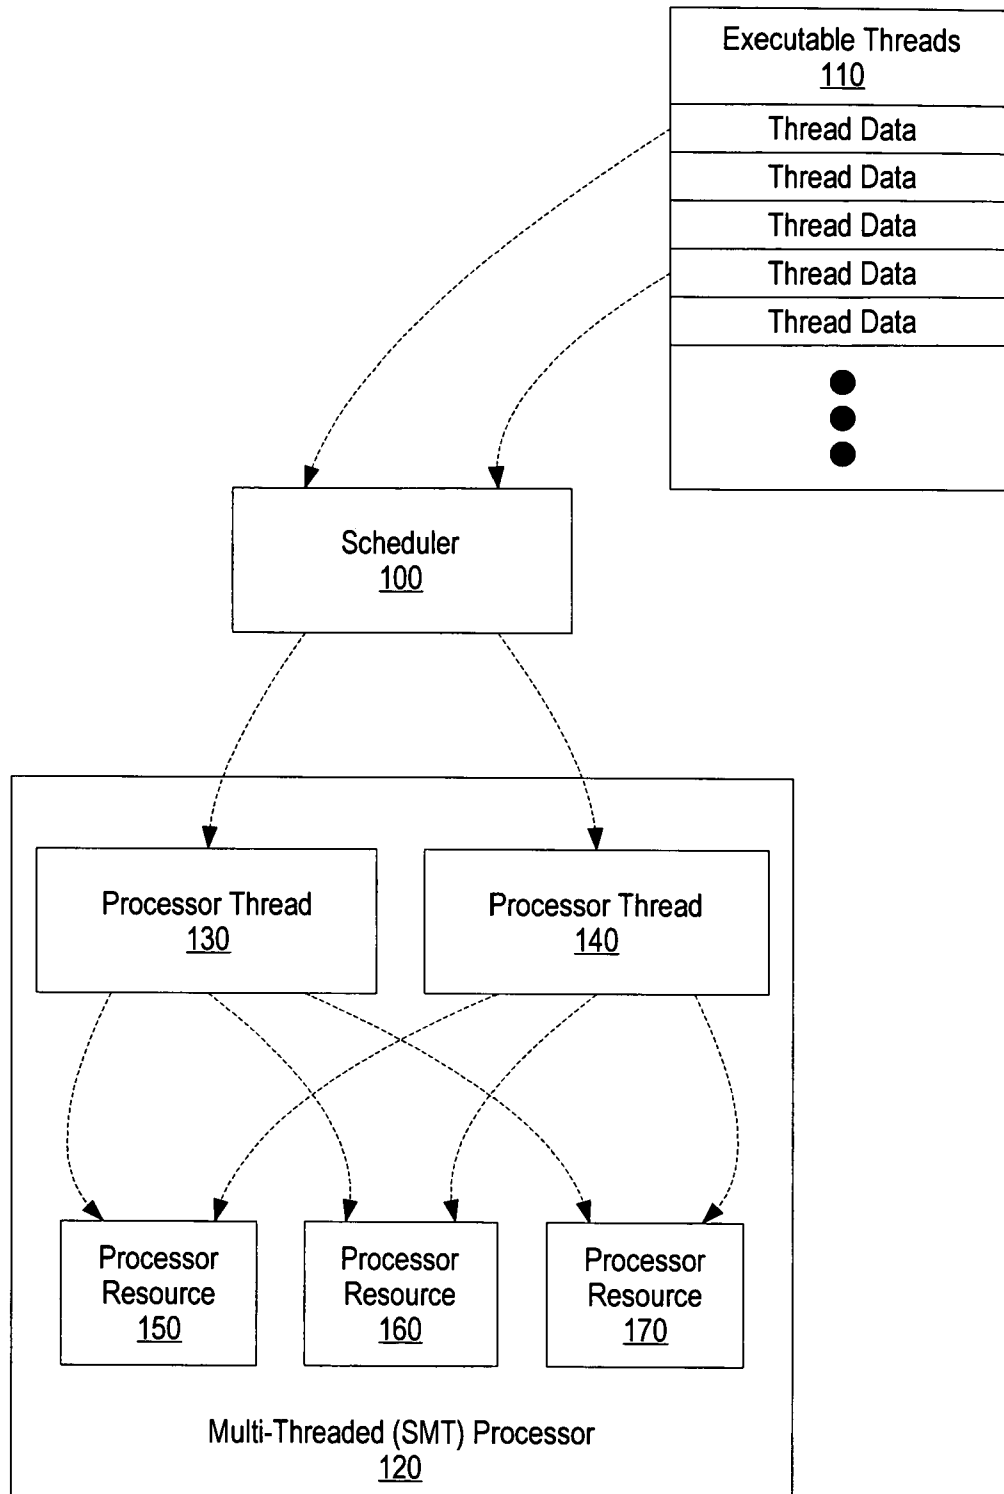 Executable Threads
110
Thread Data
Thread Data
Thread Data
Thread Data
Thread Data
Scheduler
100
Processor Thread
130
Processor Thread
140
Processor
Resource
150
Processor
Resource
160
Processor
Resource
170
Multi-Threaded (SMT) Processor
120